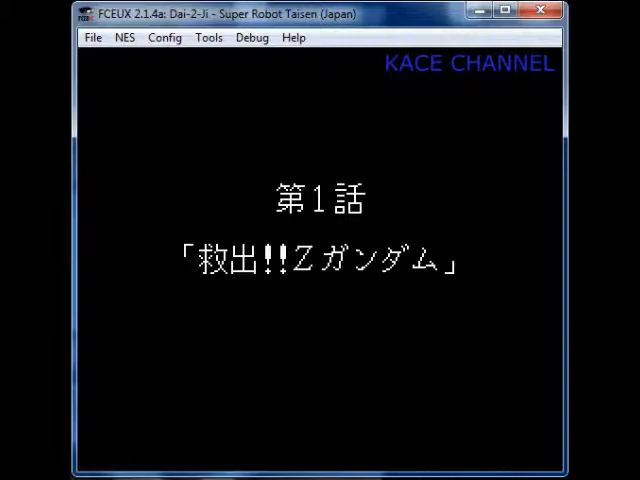 FCEUX 2.1.4a: Dai-2-Ji - Super Robot Taisen (Japan)
File NES Config Tools Debug Help
KACE CHANNEL
第1話
「救出!!Zガンダム」